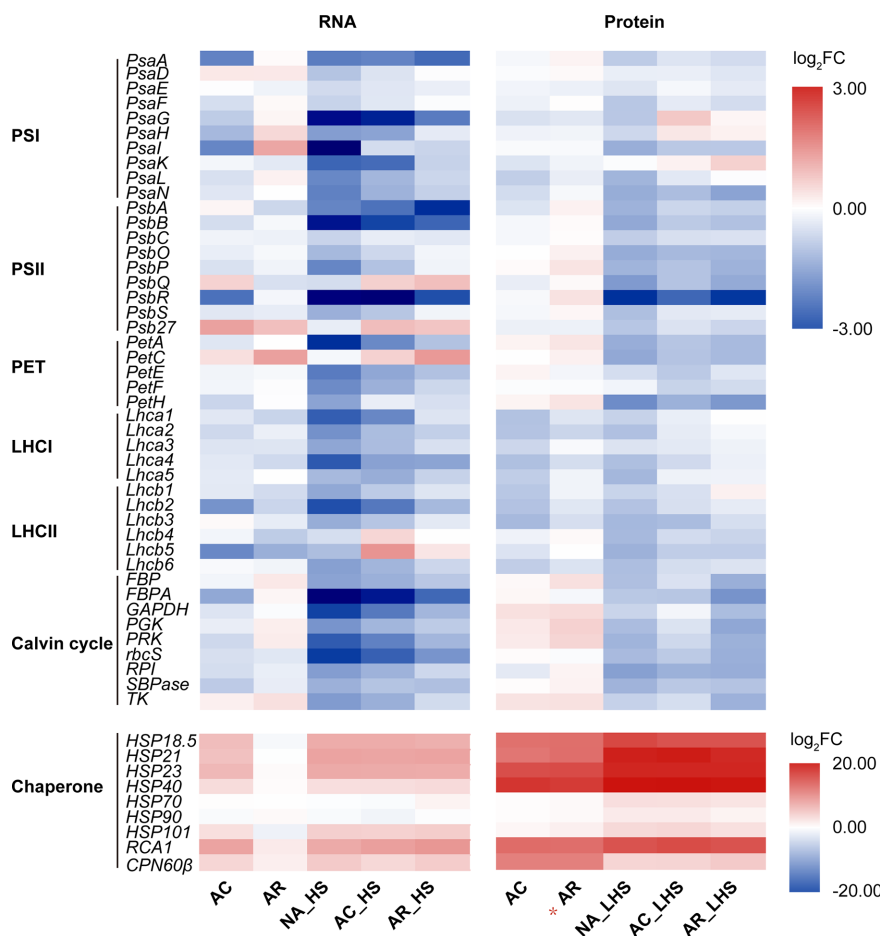 RNA
Protein
PSI
PsaA
PsaD
PsaE
PsaF
PsaG
PsaH
PsaI
PsaK
PsaL
PsaN
PSII
PsbA
PsbB
PsbC
PsbO
PsbP
PsbQ
PsbR
PsbS
Psb27
PET
PetA
PetC
PetE
PetF
PetH
LHCI
Lhca1
Lhca2
Lhca3
Lhca4
Lhca5
LHCII
Lhcb1
Lhcb2
Lhcb3
Lhcb4
Lhcb5
Lhcb6
Calvin cycle
FBP
FBPA
GAPDH
PGK
PRK
rbcS
RPI
SBPase
TK
log₂FC
3.00
0.00
-3.00
Chaperone
HSP18.5
HSP21
HSP23
HSP40
HSP70
HSP90
HSP101
RCA1
CPN60β
log₂FC
20.00
0.00
-20.00
AC
AR
NA_HS
AC_HS
AR_HS
AC
* AR
NA_LHS
AC_LHS
AR_LHS